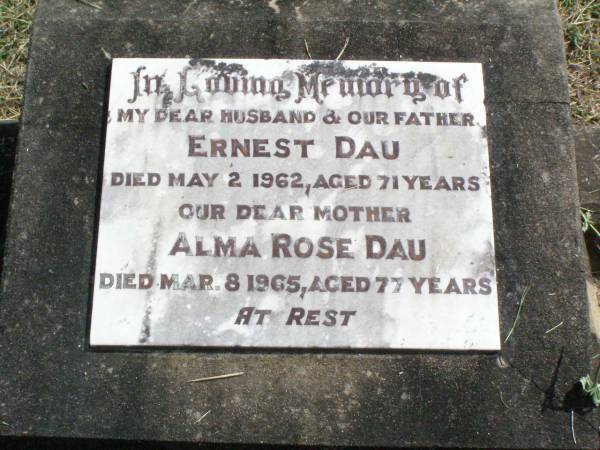 In Loving Memory of
MY DEAR HUSBAND & OUR FATHER
ERNEST DAU
DIED MAY 2 1962, AGED 71 YEARS
OUR DEAR MOTHER
ALMA ROSE DAU
DIED MAR. 8 1965, AGED 77 YEARS
AT REST